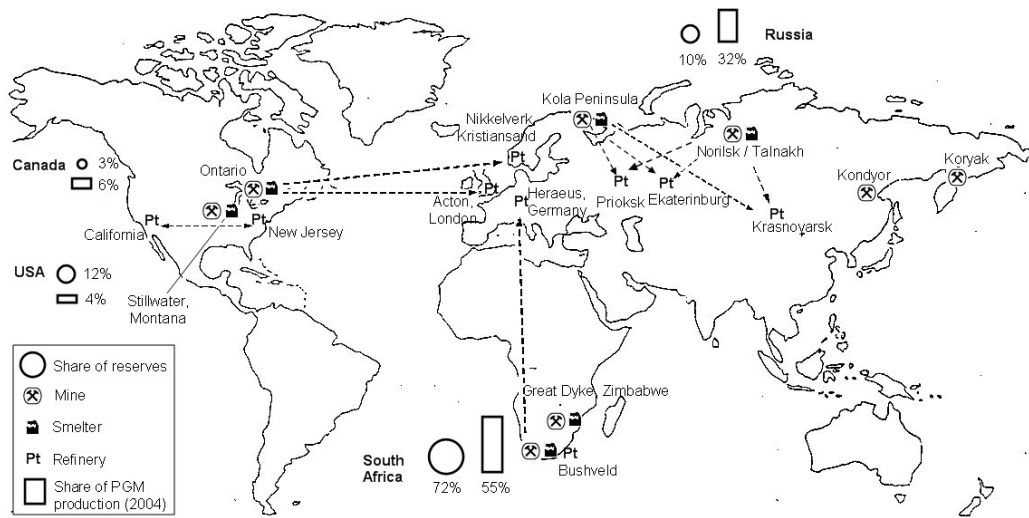 Russia
10%
32%
Kola Peninsula
Nikkelverk,
Kristiansand
Pt
Norilsk / Talnakh
Canada
3%
6%
Ontario
Koryak
Kondyor
Acton,
London
Pt
Heraeus,
Germany
Pt
Pt
Prioksk
Pt
Ekaterinburg
Pt
Krasnoyarsk
Pt
California
Pt
New Jersey
USA
12%
4%
Stillwater,
Montana
Share of reserves
Mine
Smelter
Pt
Refinery
Share of PGM
production (2004)
Great Dyke, Zimbabwe
Pt
Bushveld
South
Africa
72%
55%